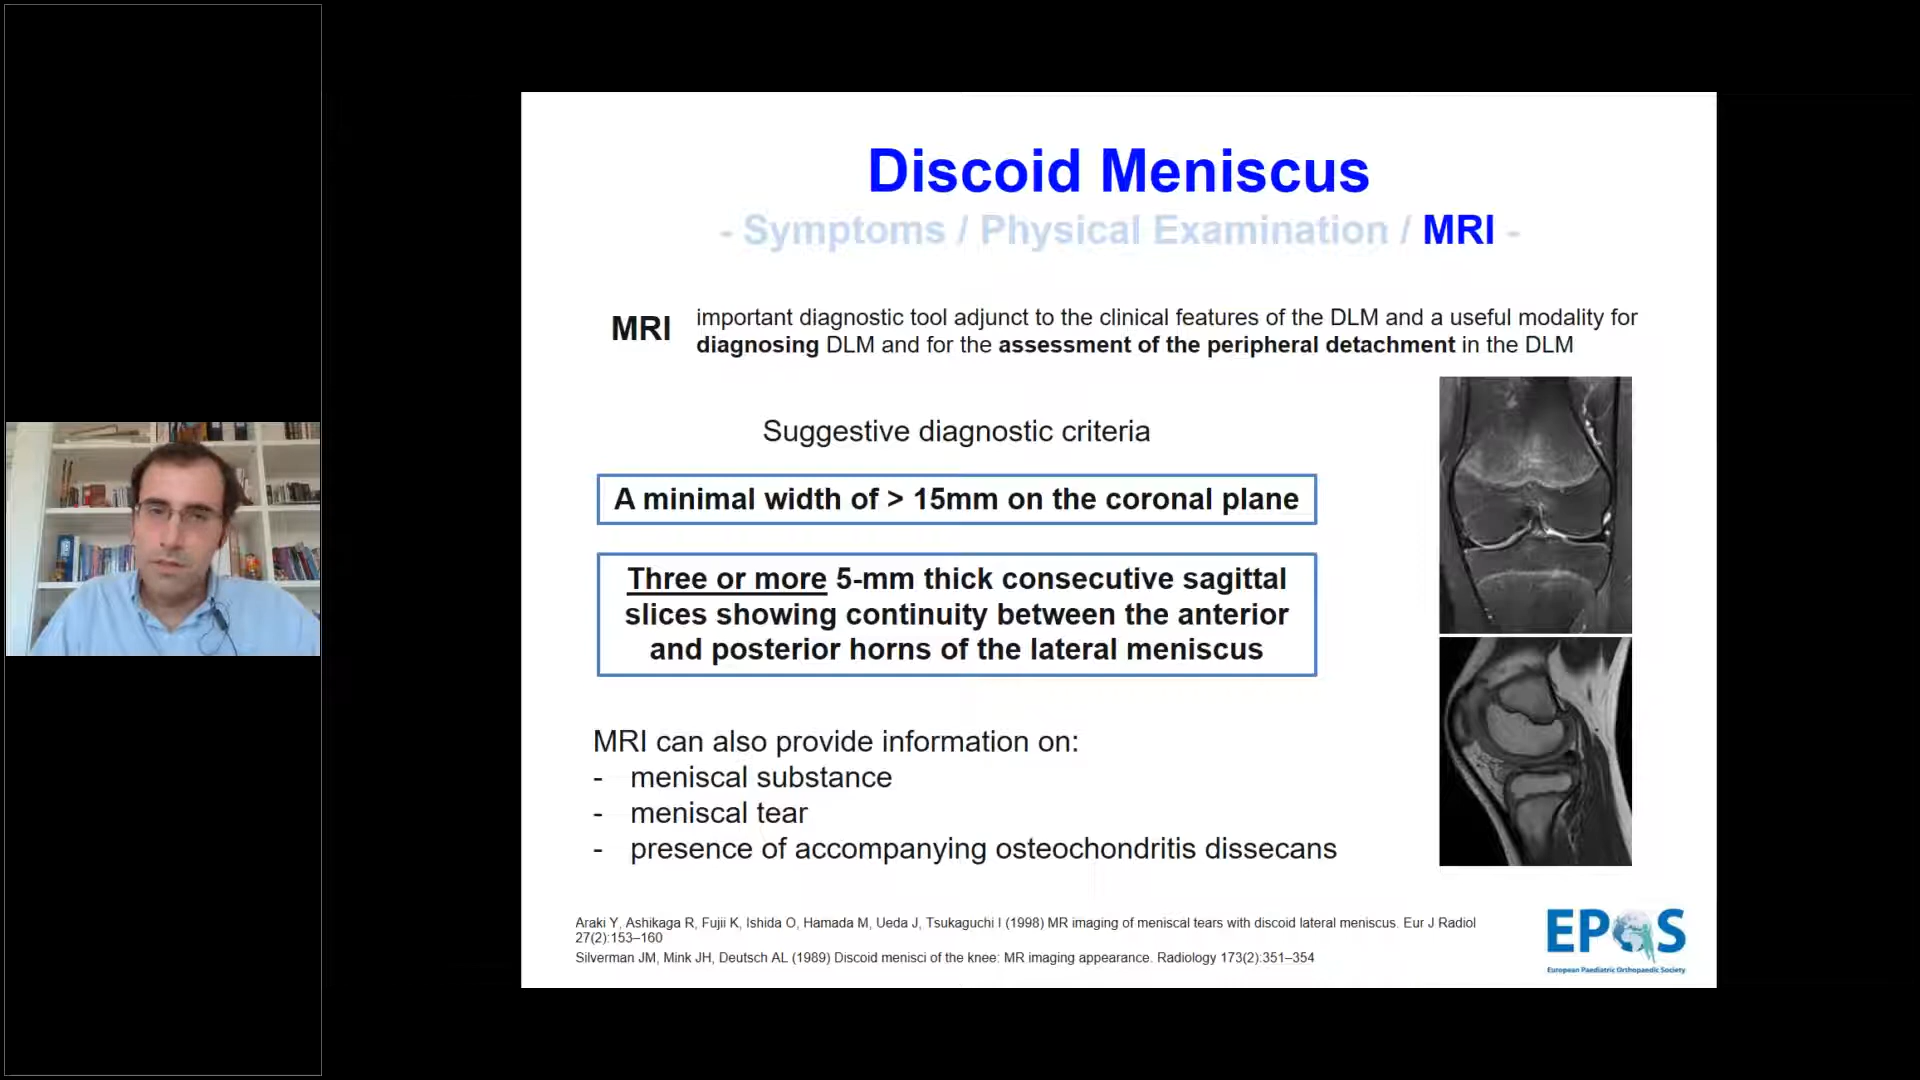 Discoid Meniscus
- Symptoms / Physical Examination / MRI -
MRI
important diagnostic tool adjunct to the clinical features of the DLM and a useful modality for
diagnosing DLM and for the assessment of the peripheral detachment in the DLM
Suggestive diagnostic criteria
A minimal width of > 15mm on the coronal plane
Three or more 5-mm thick consecutive sagittal
slices showing continuity between the anterior
and posterior horns of the lateral meniscus
MRI can also provide information on:
- meniscal substance
- meniscal tear
- presence of accompanying osteochondritis dissecans
Araki Y, Ashikaga R, Fujii K, Ishida O, Hamada M, Ueda J, Tsukaguchi I (1998) MR imaging of meniscal tears with discoid lateral meniscus. Eur J Radiol
27(2):153–160
Silverman JM, Mink JH, Deutsch AL (1989) Discoid menisci of the knee: MR imaging appearance. Radiology 173(2):351–354
EPOS
European Paediatric Orthopaedic Society